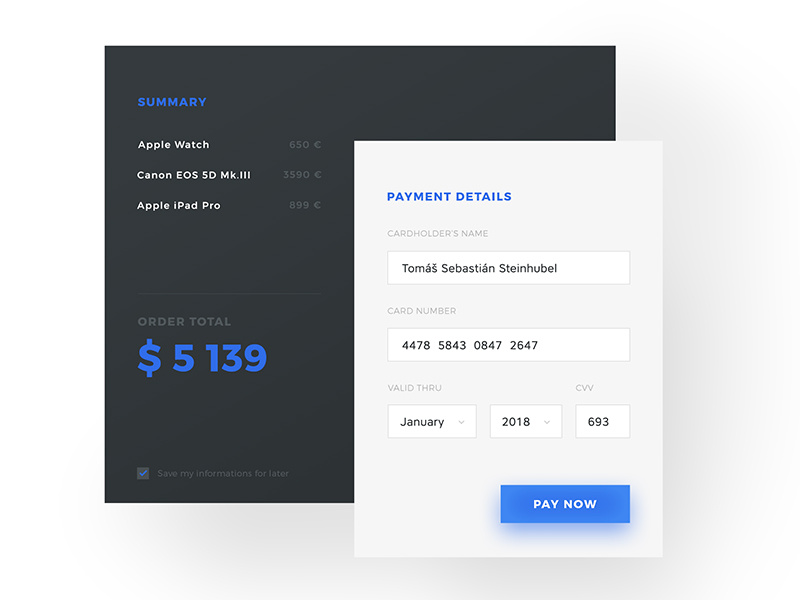 SUMMARY
Apple Watch 650 €
Canon EOS 5D Mk.III 3590 €
Apple iPad Pro 899 €
ORDER TOTAL
$ 5 139
Save my informations for later
PAYMENT DETAILS
CARDHOLDER'S NAME
Tomáš Sebastián Steinhubel
CARD NUMBER
4478 5843 0847 2647
VALID THRU CVV
January 2018 693
PAY NOW